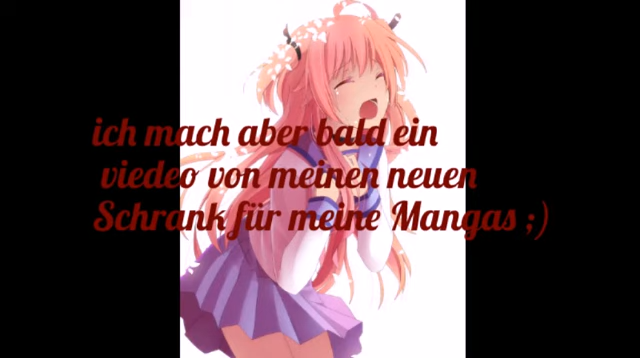 ich mach aber bald ein
viedeo von meinen neuen
Schrank für meine Mangas ;)